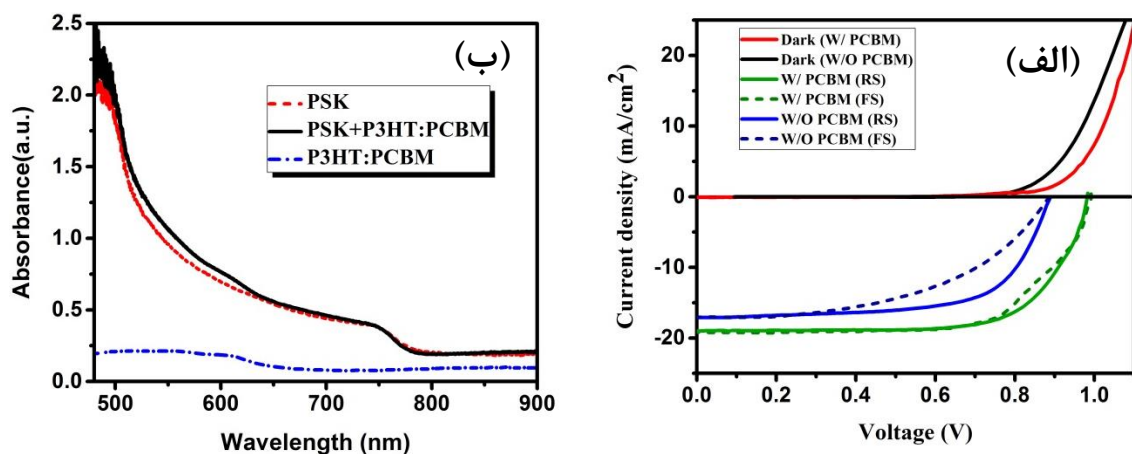 2.5
2.0
1.5
1.0
0.5
0.0
Absorbance(a.u.)
(ب)
PSK
PSK+P3HT:PCBM
P3HT:PCBM
500 600 700 800 900
Wavelength (nm)
20
10
0
-10
-20
Current density (mA/cm²)
Dark (W/ PCBM)
Dark (W/O PCBM)
W/ PCBM (RS)
W/ PCBM (FS)
W/O PCBM (RS)
W/O PCBM (FS)
(الف)
0.0 0.2 0.4 0.6 0.8 1.0
Voltage (V)